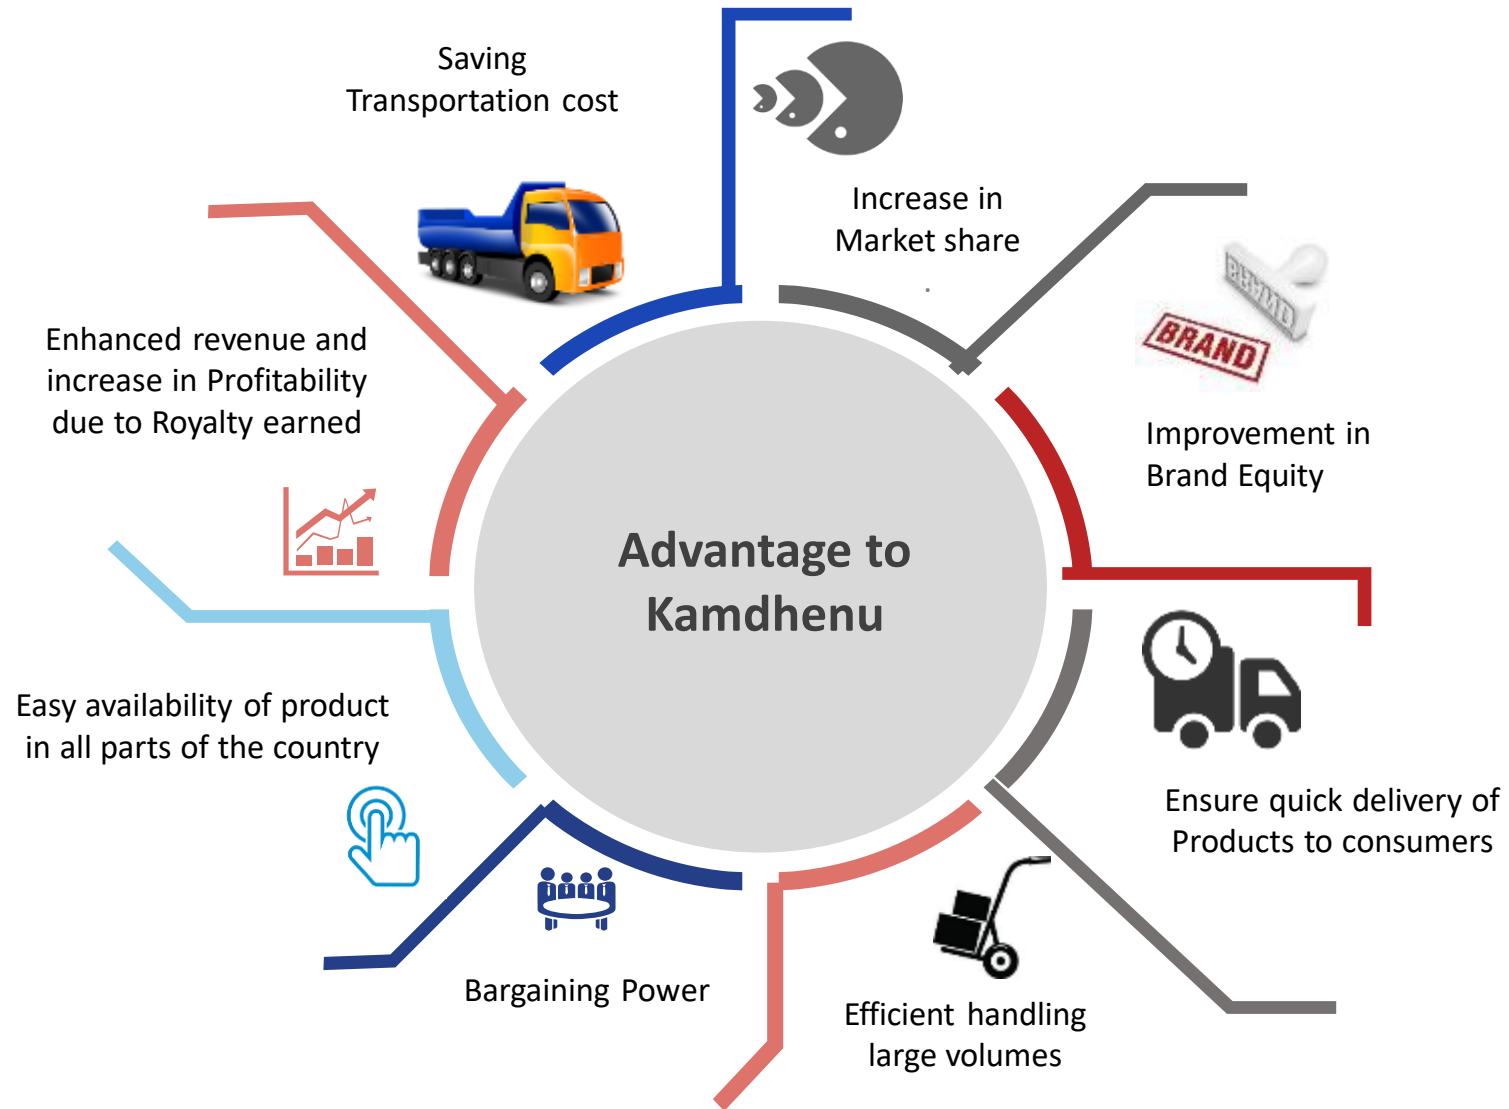 Saving
Transportation cost
Increase in
Market share
.
BRAND
BRAND
Improvement in
Brand Equity
Enhanced revenue and
increase in Profitability
due to Royalty earned
Advantage to
Kamdhenu
Easy availability of product
in all parts of the country
Ensure quick delivery of
Products to consumers
Bargaining Power
Efficient handling
large volumes